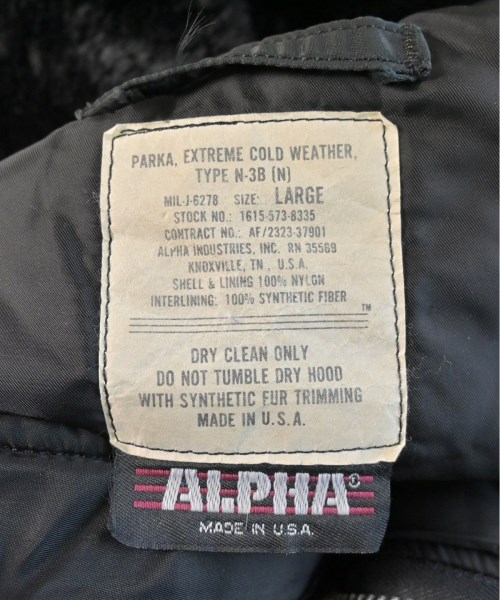 PARKA, EXTREME COLD WEATHER,
TYPE N-3B (N)
MIL-J-6278 SIZE: LARGE
STOCK NO.: 1615-573-8335
CONTRACT NO.: AF/2323-37901
ALPHA INDUSTRIES, INC. RN 35569
KNOXVILLE, TN , U.S.A.
SHELL & LINING 100% NYLON
INTERLINING: 100% SYNTHETIC FIBER
TM
DRY CLEAN ONLY
DO NOT TUMBLE DRY HOOD
WITH SYNTHETIC FUR TRIMMING
MADE IN U.S.A.
ALPHA®
MADE IN U.S.A.